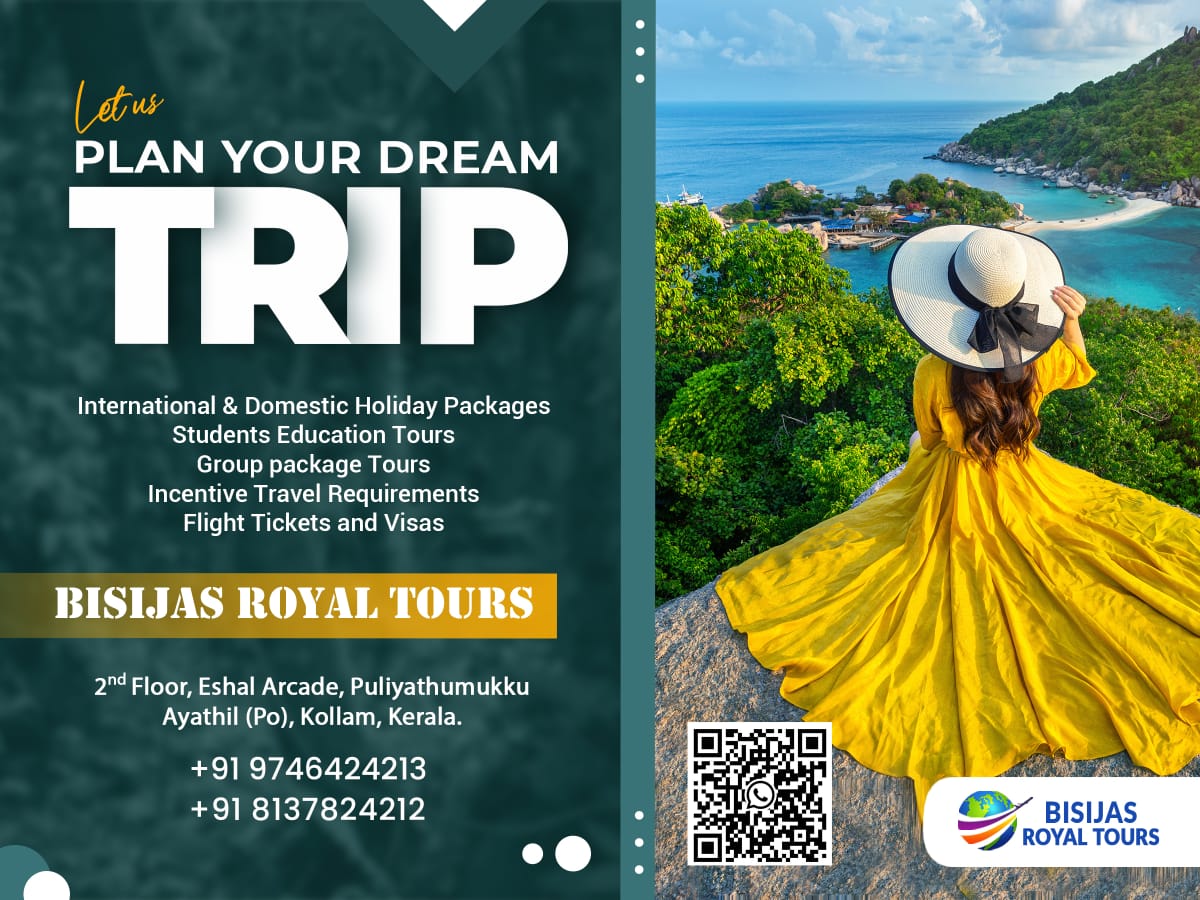 Let us
PLAN YOUR DREAM
TRIP
International & Domestic Holiday Packages
Students Education Tours
Group package Tours
Incentive Travel Requirements
Flight Tickets and Visas
BISIJAS ROYAL TOURS
2nd Floor, Eshal Arcade, Puliyathumukku
Ayathil (Po), Kollam, Kerala.
+91 9746424213
+91 8137824212
BISIJAS
ROYAL TOURS